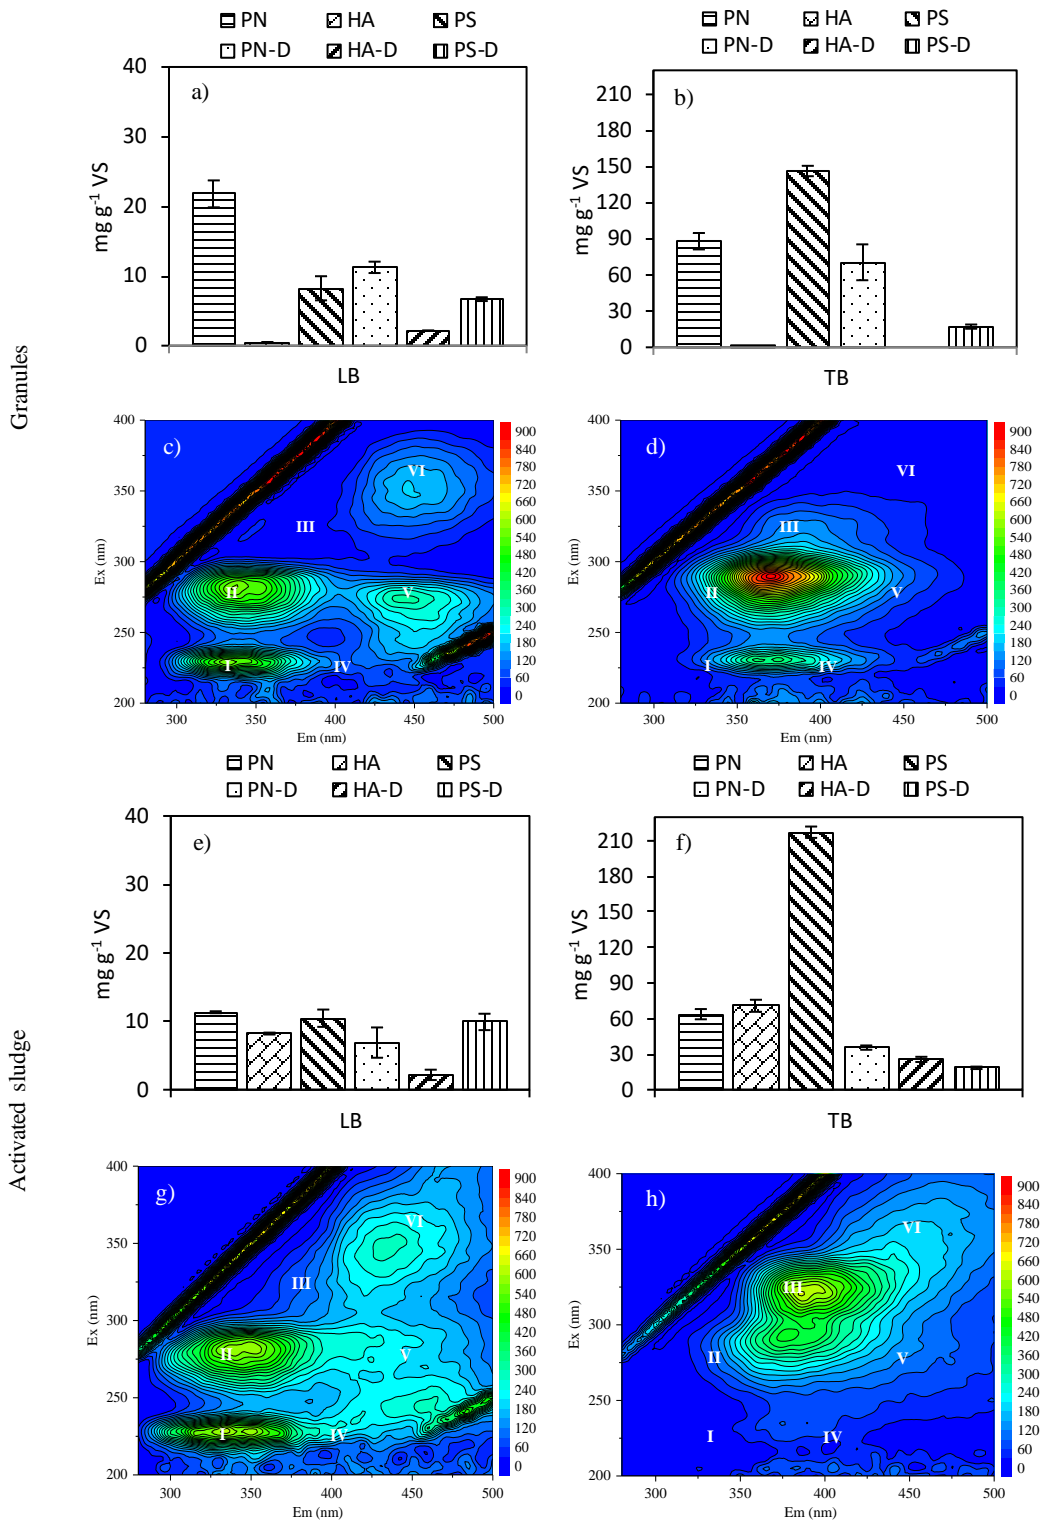 PN HA PS
PN-D HA-D PS-D
a)
40
30
20
10
0
mg g-1 VS
LB
PN HA PS
PN-D HA-D PS-D
b)
210
180
150
120
90
60
30
0
mg g-1 VS
TB
Granules
c)
400
350
300
250
200
Ex (nm)
VI
III
II
V
I
IV
300 350 400 450 500
Em (nm)
900
840
780
720
660
600
540
480
420
360
300
240
180
120
60
0
d)
400
350
300
250
200
Ex (nm)
VI
III
II
V
I
IV
300 350 400 450 500
Em (nm)
900
840
780
720
660
600
540
480
420
360
300
240
180
120
60
0
PN HA PS
PN-D HA-D PS-D
e)
40
30
20
10
0
mg g-1 VS
LB
PN HA PS
PN-D HA-D PS-D
f)
210
180
150
120
90
60
30
0
mg g-1 VS
TB
Activated sludge
g)
400
350
300
250
200
Ex (nm)
VI
III
II
V
I
IV
300 350 400 450 500
Em (nm)
900
840
780
720
660
600
540
480
420
360
300
240
180
120
60
0
h)
400
350
300
250
200
Ex (nm)
VI
III
II
V
I
IV
300 350 400 450 500
Em (nm)
900
840
780
720
660
600
540
480
420
360
300
240
180
120
60
0